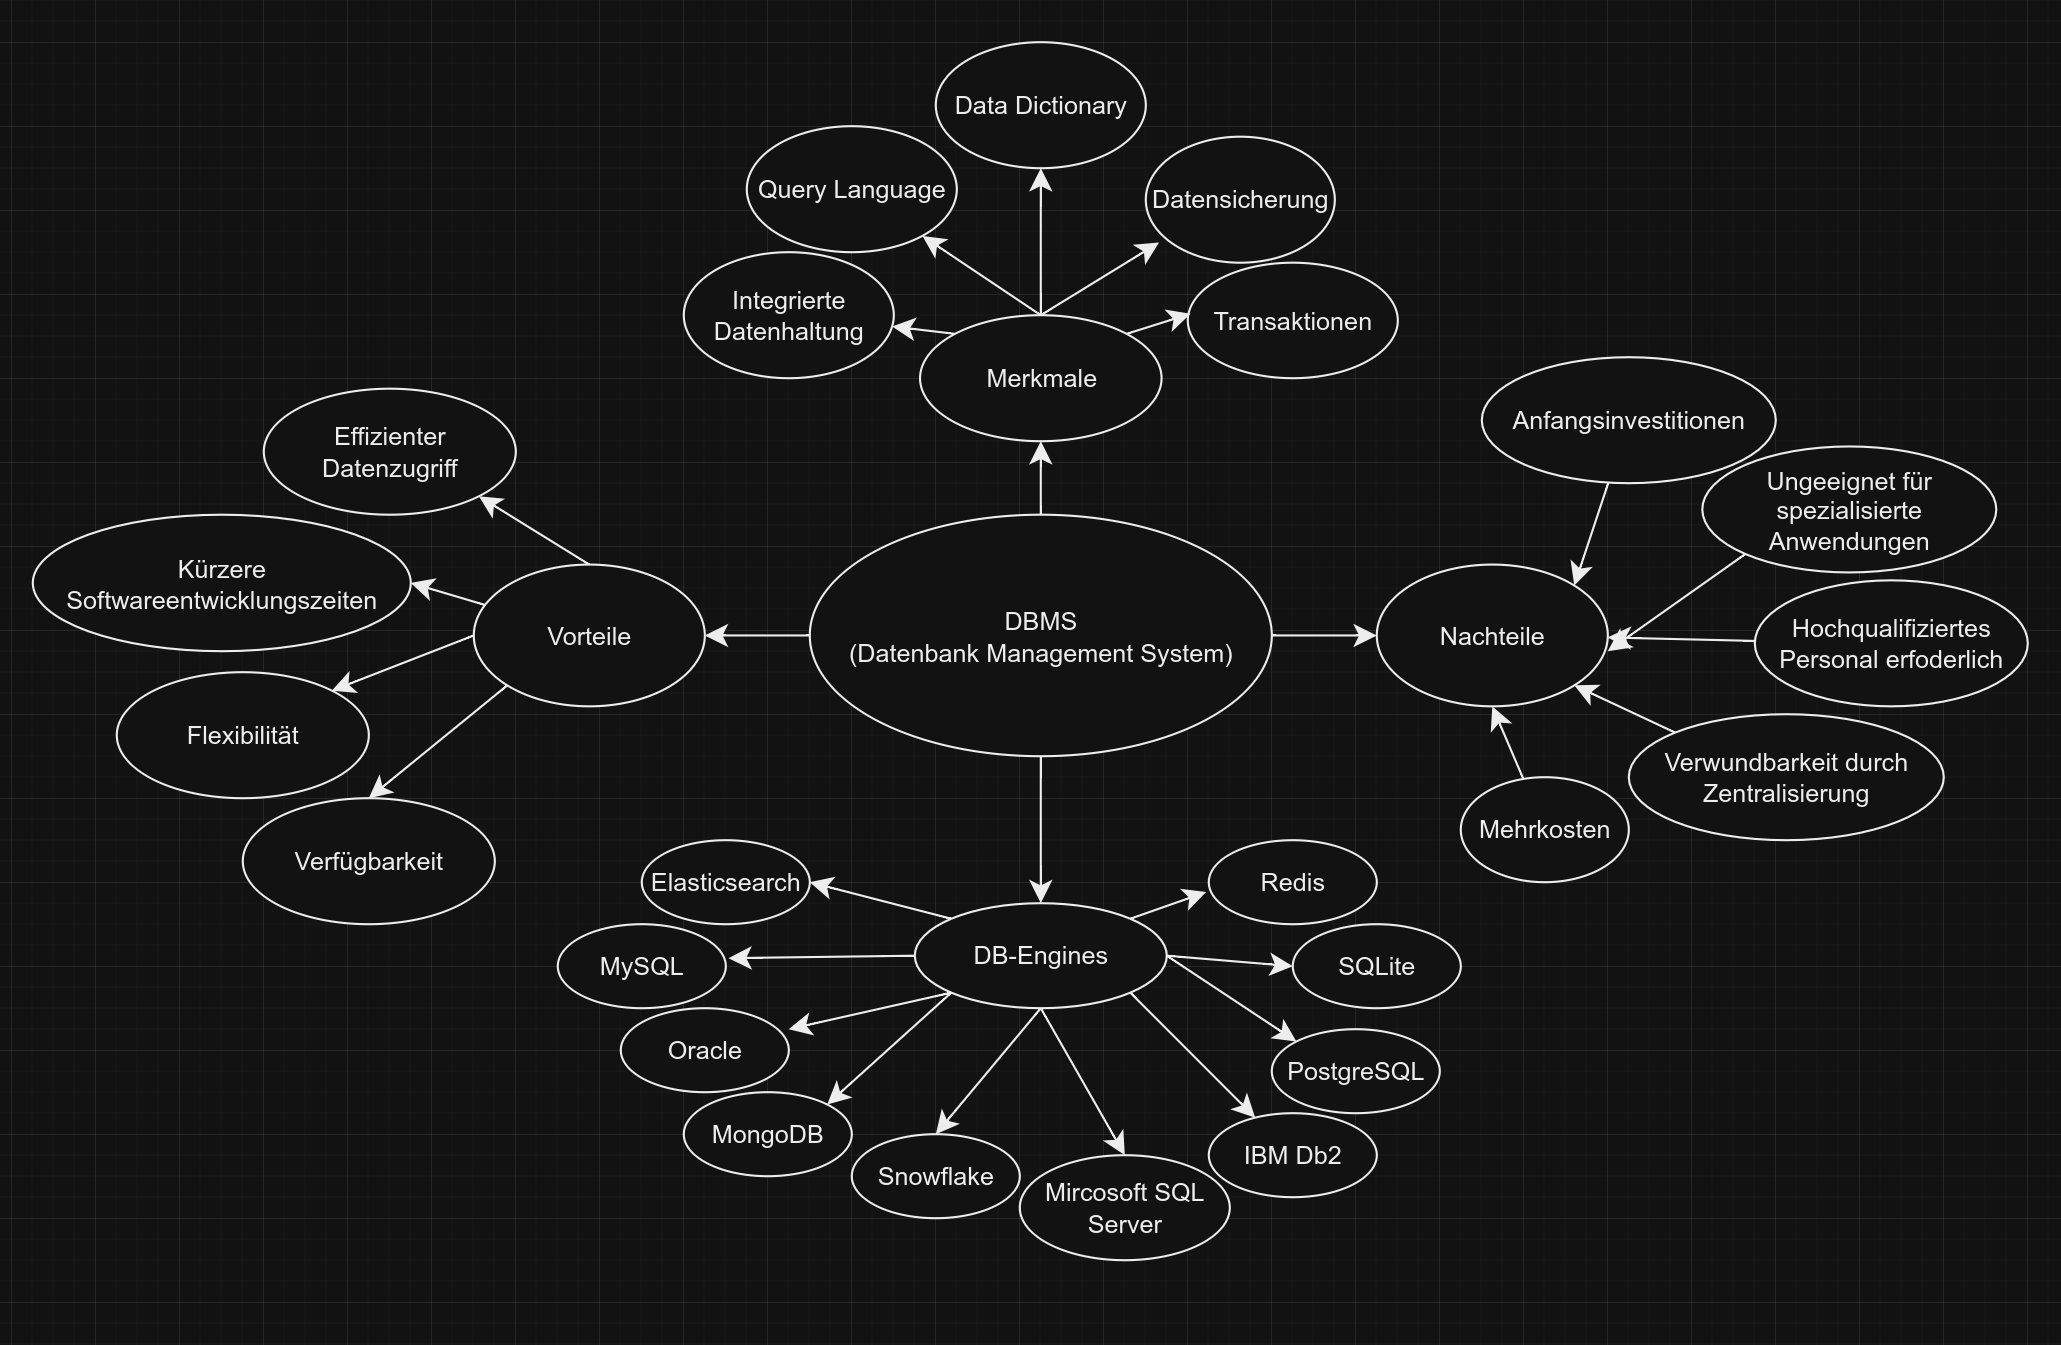 Data Dictionary
Query Language
Datensicherung
Integrierte
Datenhaltung
Transaktionen
Merkmale
Anfangsinvestitionen
Effizienter
Datenzugriff
Ungeeignet für
spezialisierte
Anwendungen
Kürzere
Softwareentwicklungszeiten
Vorteile
DBMS
(Datenbank Management System)
Nachteile
Hochqualifiziertes
Personal erfoderlich
Flexibilität
Verwundbarkeit durch
Zentralisierung
Mehrkosten
Verfügbarkeit
Elasticsearch
Redis
MySQL
DB-Engines
SQLite
Oracle
PostgreSQL
MongoDB
IBM Db2
Snowflake
Mircosoft SQL
Server